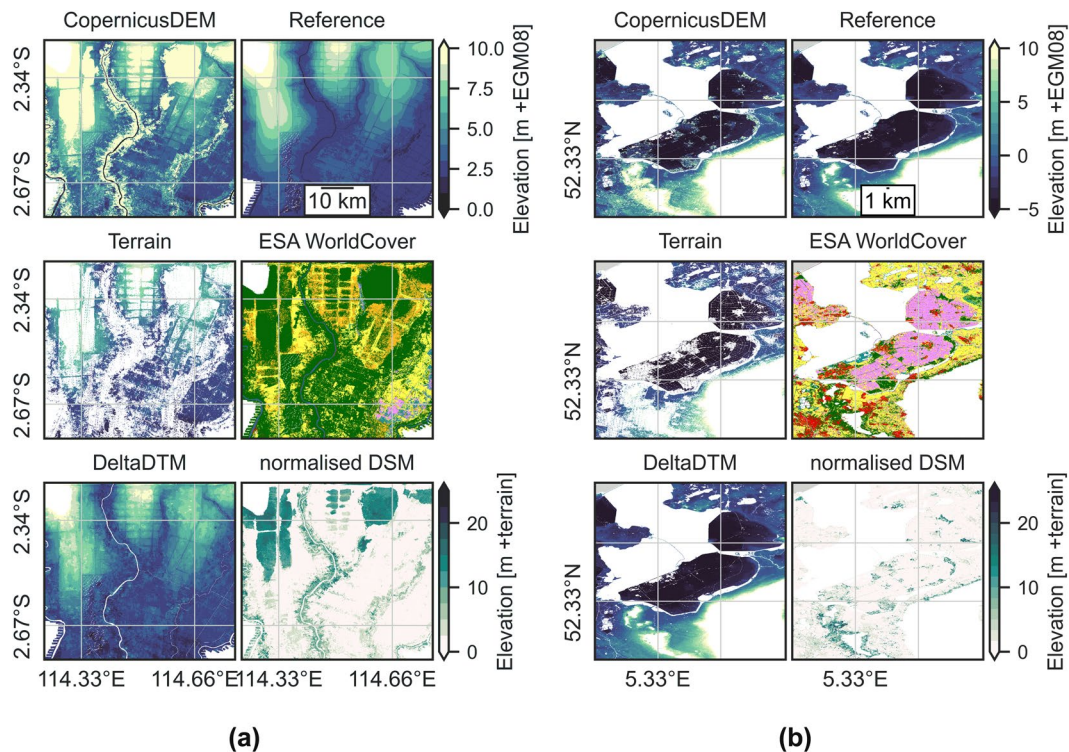 CopernicusDEM Reference
2.34°S
2.67°S
10.0
7.5
5.0
2.5
0.0
Elevation [m +EGM08]
10 km
Terrain ESA WorldCover
2.34°S
2.67°S
DeltaDTM normalised DSM
2.34°S
2.67°S
20
10
0
Elevation [m +terrain]
114.33°E 114.66°E 114.33°E 114.66°E
(a)
CopernicusDEM Reference
52.33°N
10
5
0
−5
Elevation [m +EGM08]
1 km
Terrain ESA WorldCover
52.33°N
DeltaDTM normalised DSM
52.33°N
20
10
0
Elevation [m +terrain]
5.33°E 5.33°E
(b)